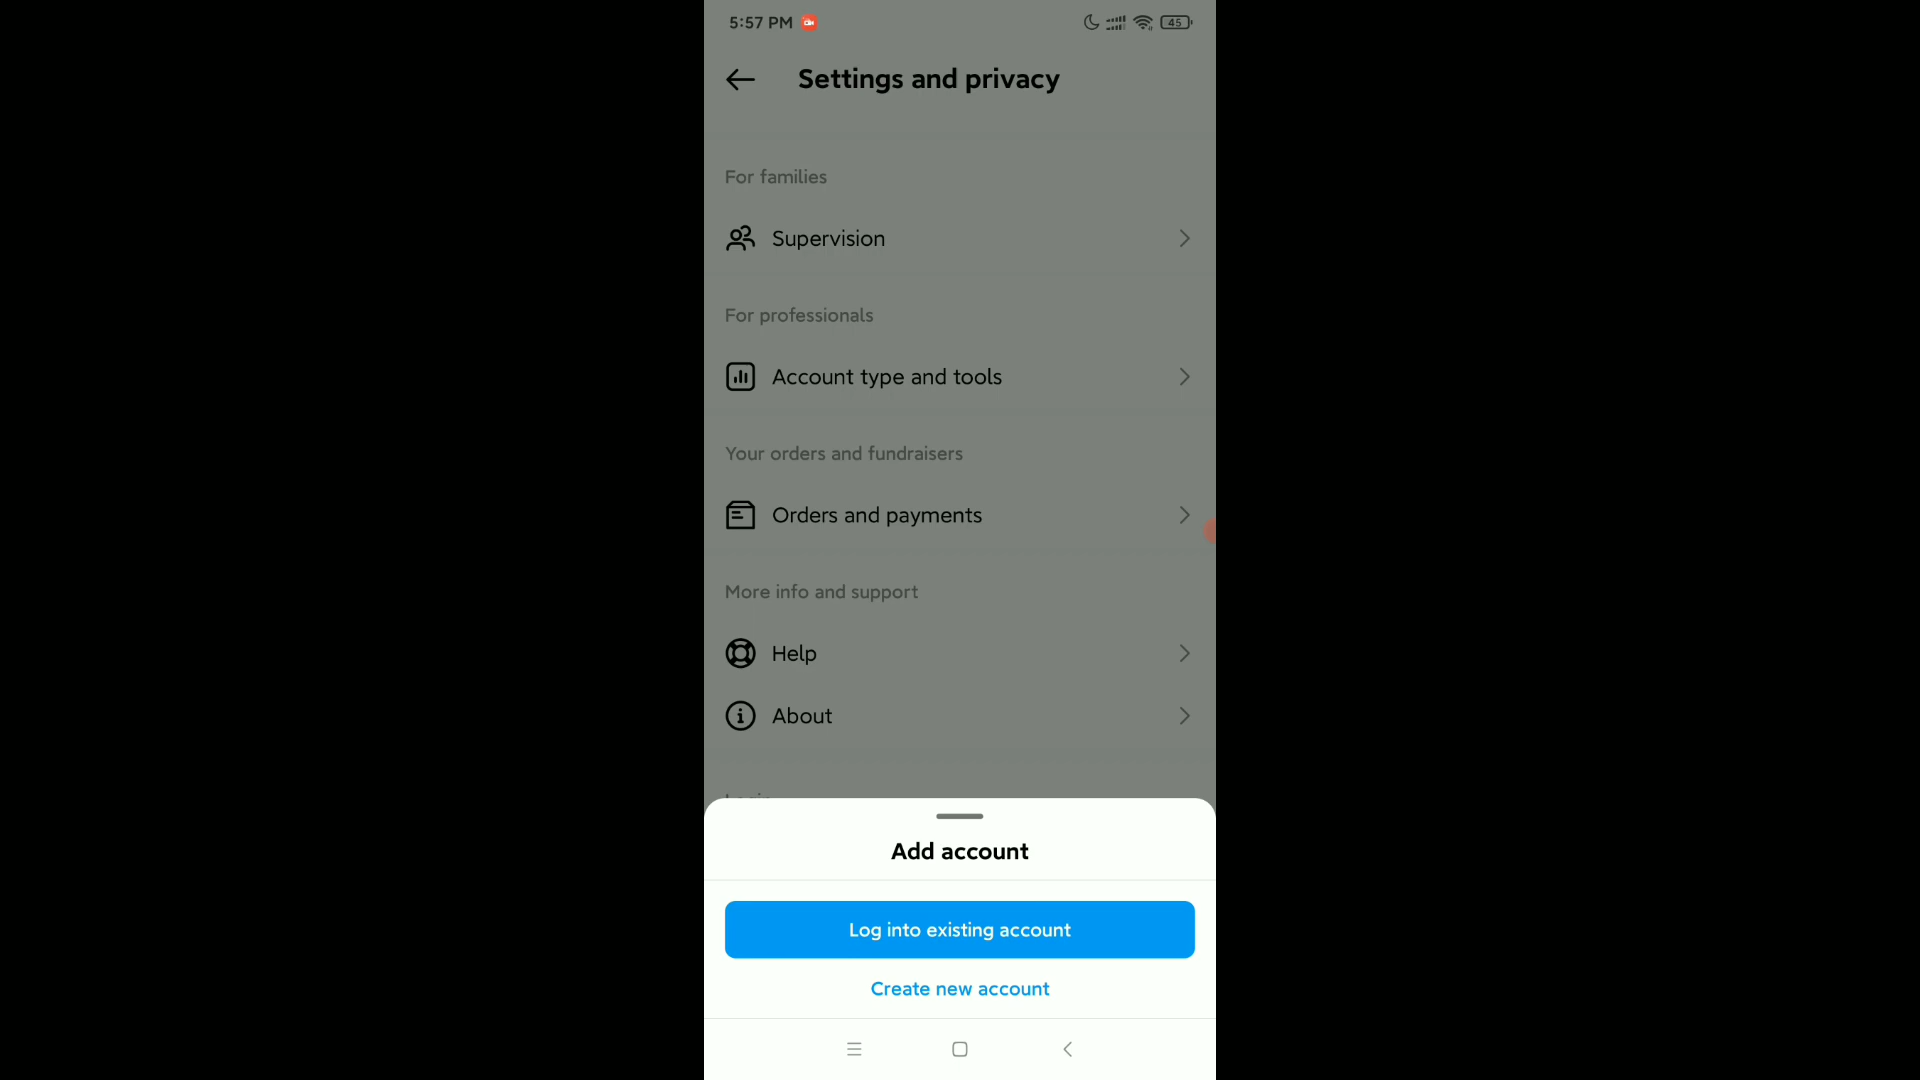 5:57 PM
45
Settings and privacy
For families
Supervision
For professionals
Account type and tools
Your orders and fundraisers
Orders and payments
More info and support
Help
About
Add account
Log into existing account
Create new account